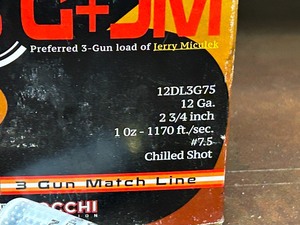 G+JM
Preferred 3-Gun load of Jerry Miculek
12DL3G75
12 Ga.
2 3/4 inch
1 Oz - 1170 ft./sec.
#7.5
Chilled Shot
3 Gun Match Line
OCCHI